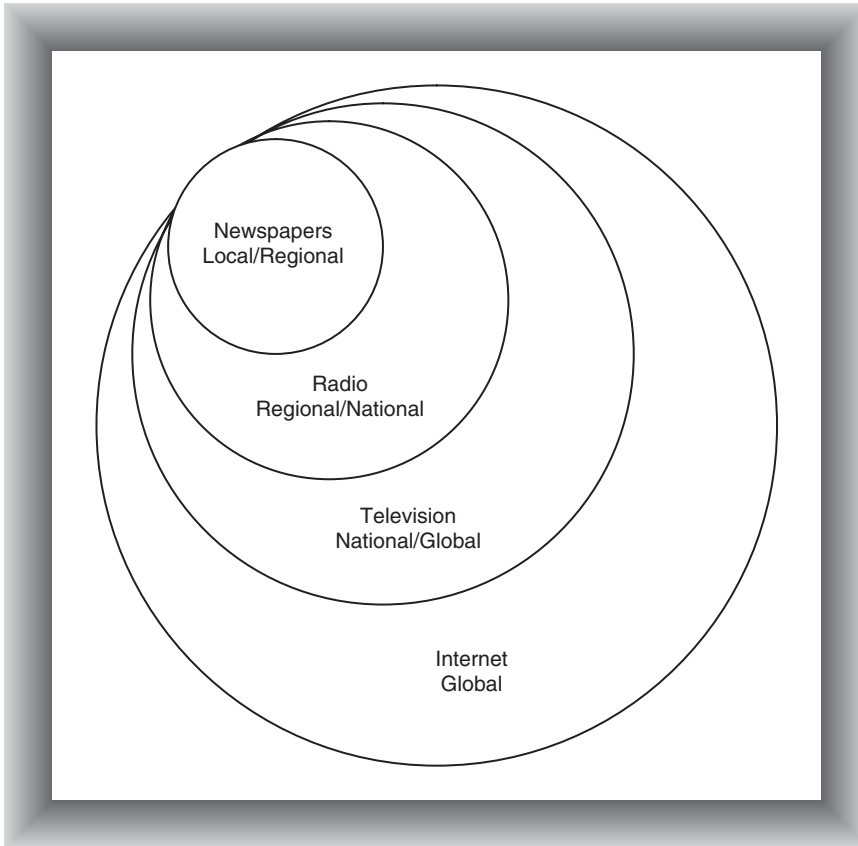 Newspapers
Local/Regional
Radio
Regional/National
Television
National/Global
Internet
Global